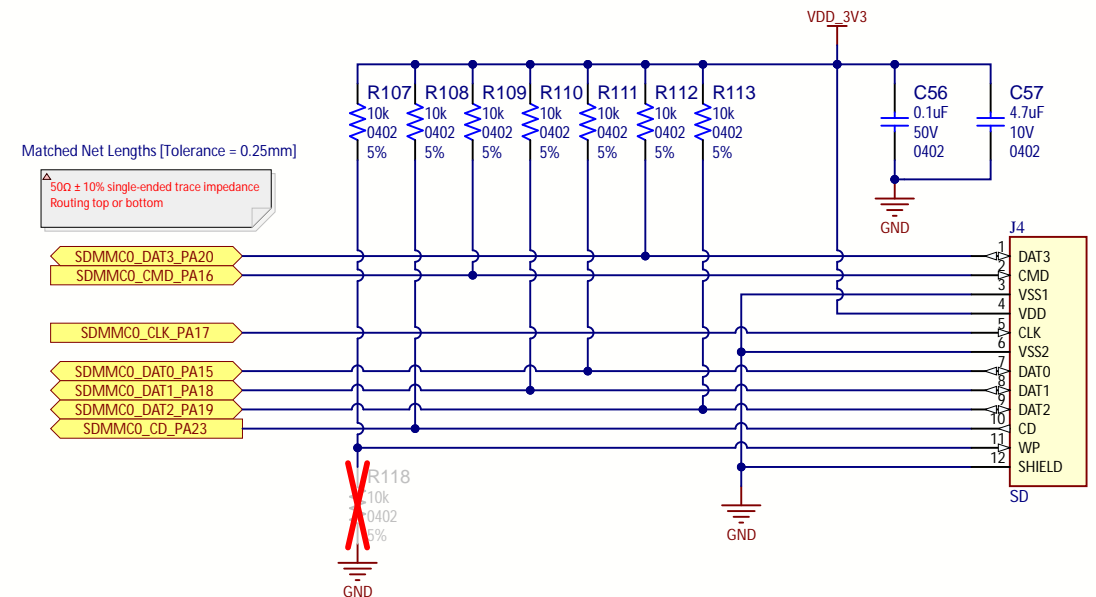 VDD_3V3
R107
10k
0402
5%
R108
10k
0402
5%
R109
10k
0402
5%
R110
10k
0402
5%
R111
10k
0402
5%
R112
10k
0402
5%
R113
10k
0402
5%
C56
0.1uF
50V
0402
C57
4.7uF
10V
0402
GND
Matched Net Lengths [Tolerance = 0.25mm]
50Ω ± 10% single-ended trace impedance
Routing top or bottom
J4
SDMMC0_DAT3_PA20
1 DAT3
SDMMC0_CMD_PA16
2 CMD
3 VSS1
4 VDD
SDMMC0_CLK_PA17
5 CLK
6 VSS2
SDMMC0_DAT0_PA15
7 DAT0
SDMMC0_DAT1_PA18
8 DAT1
SDMMC0_DAT2_PA19
9 DAT2
SDMMC0_CD_PA23
10 CD
11 WP
12 SHIELD
SD
R118
10k
0402
5%
GND
GND